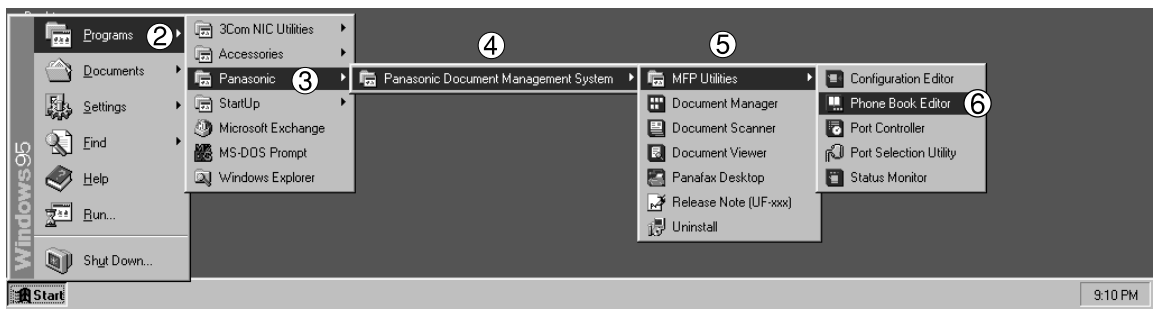 Windows95
Programs ②
Documents
Settings
Find
Help
Run...
Shut Down...
3Com NIC Utilities
Accessories
Panasonic ③
StartUp
Microsoft Exchange
MS-DOS Prompt
Windows Explorer
④
Panasonic Document Management System
⑤
MFP Utilities
Document Manager
Document Scanner
Document Viewer
Panafax Desktop
Release Note (UF-xxx)
Uninstall
Configuration Editor
Phone Book Editor ⑥
Port Controller
Port Selection Utility
Status Monitor
Start
9:10 PM